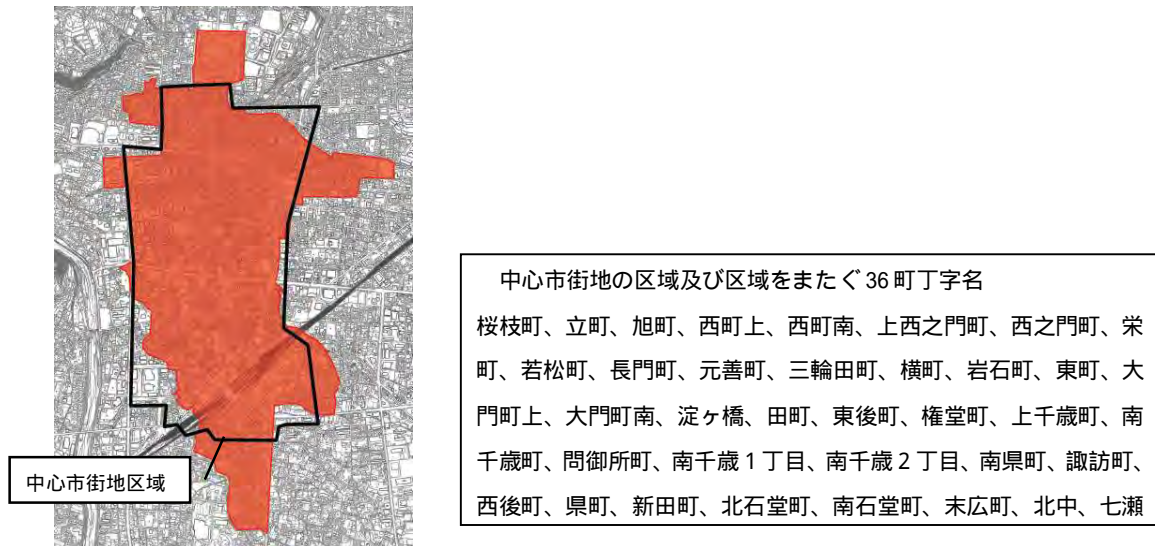 中心市街地区域
中心市街地の区域及び区域をまたぐ36町丁字名
桜枝町、立町、旭町、西町上、西町南、上西之門町、西之門町、栄
町、若松町、長門町、元善町、三輪田町、横町、岩石町、東町、大
門町上、大門町南、淀ヶ橋、田町、東後町、権堂町、上千歳町、南
千歳町、問御所町、南千歳1丁目、南千歳2丁目、南県町、諏訪町、
西後町、県町、新田町、北石堂町、南石堂町、末広町、北中、七瀬